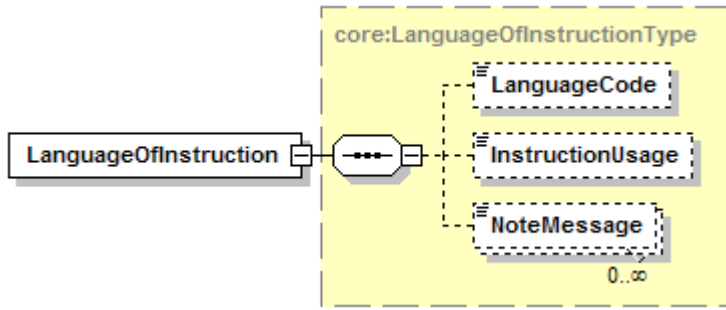 core:LanguageOfInstructionType
LanguageCode
LanguageOfInstruction
InstructionUsage
NoteMessage
0..∞